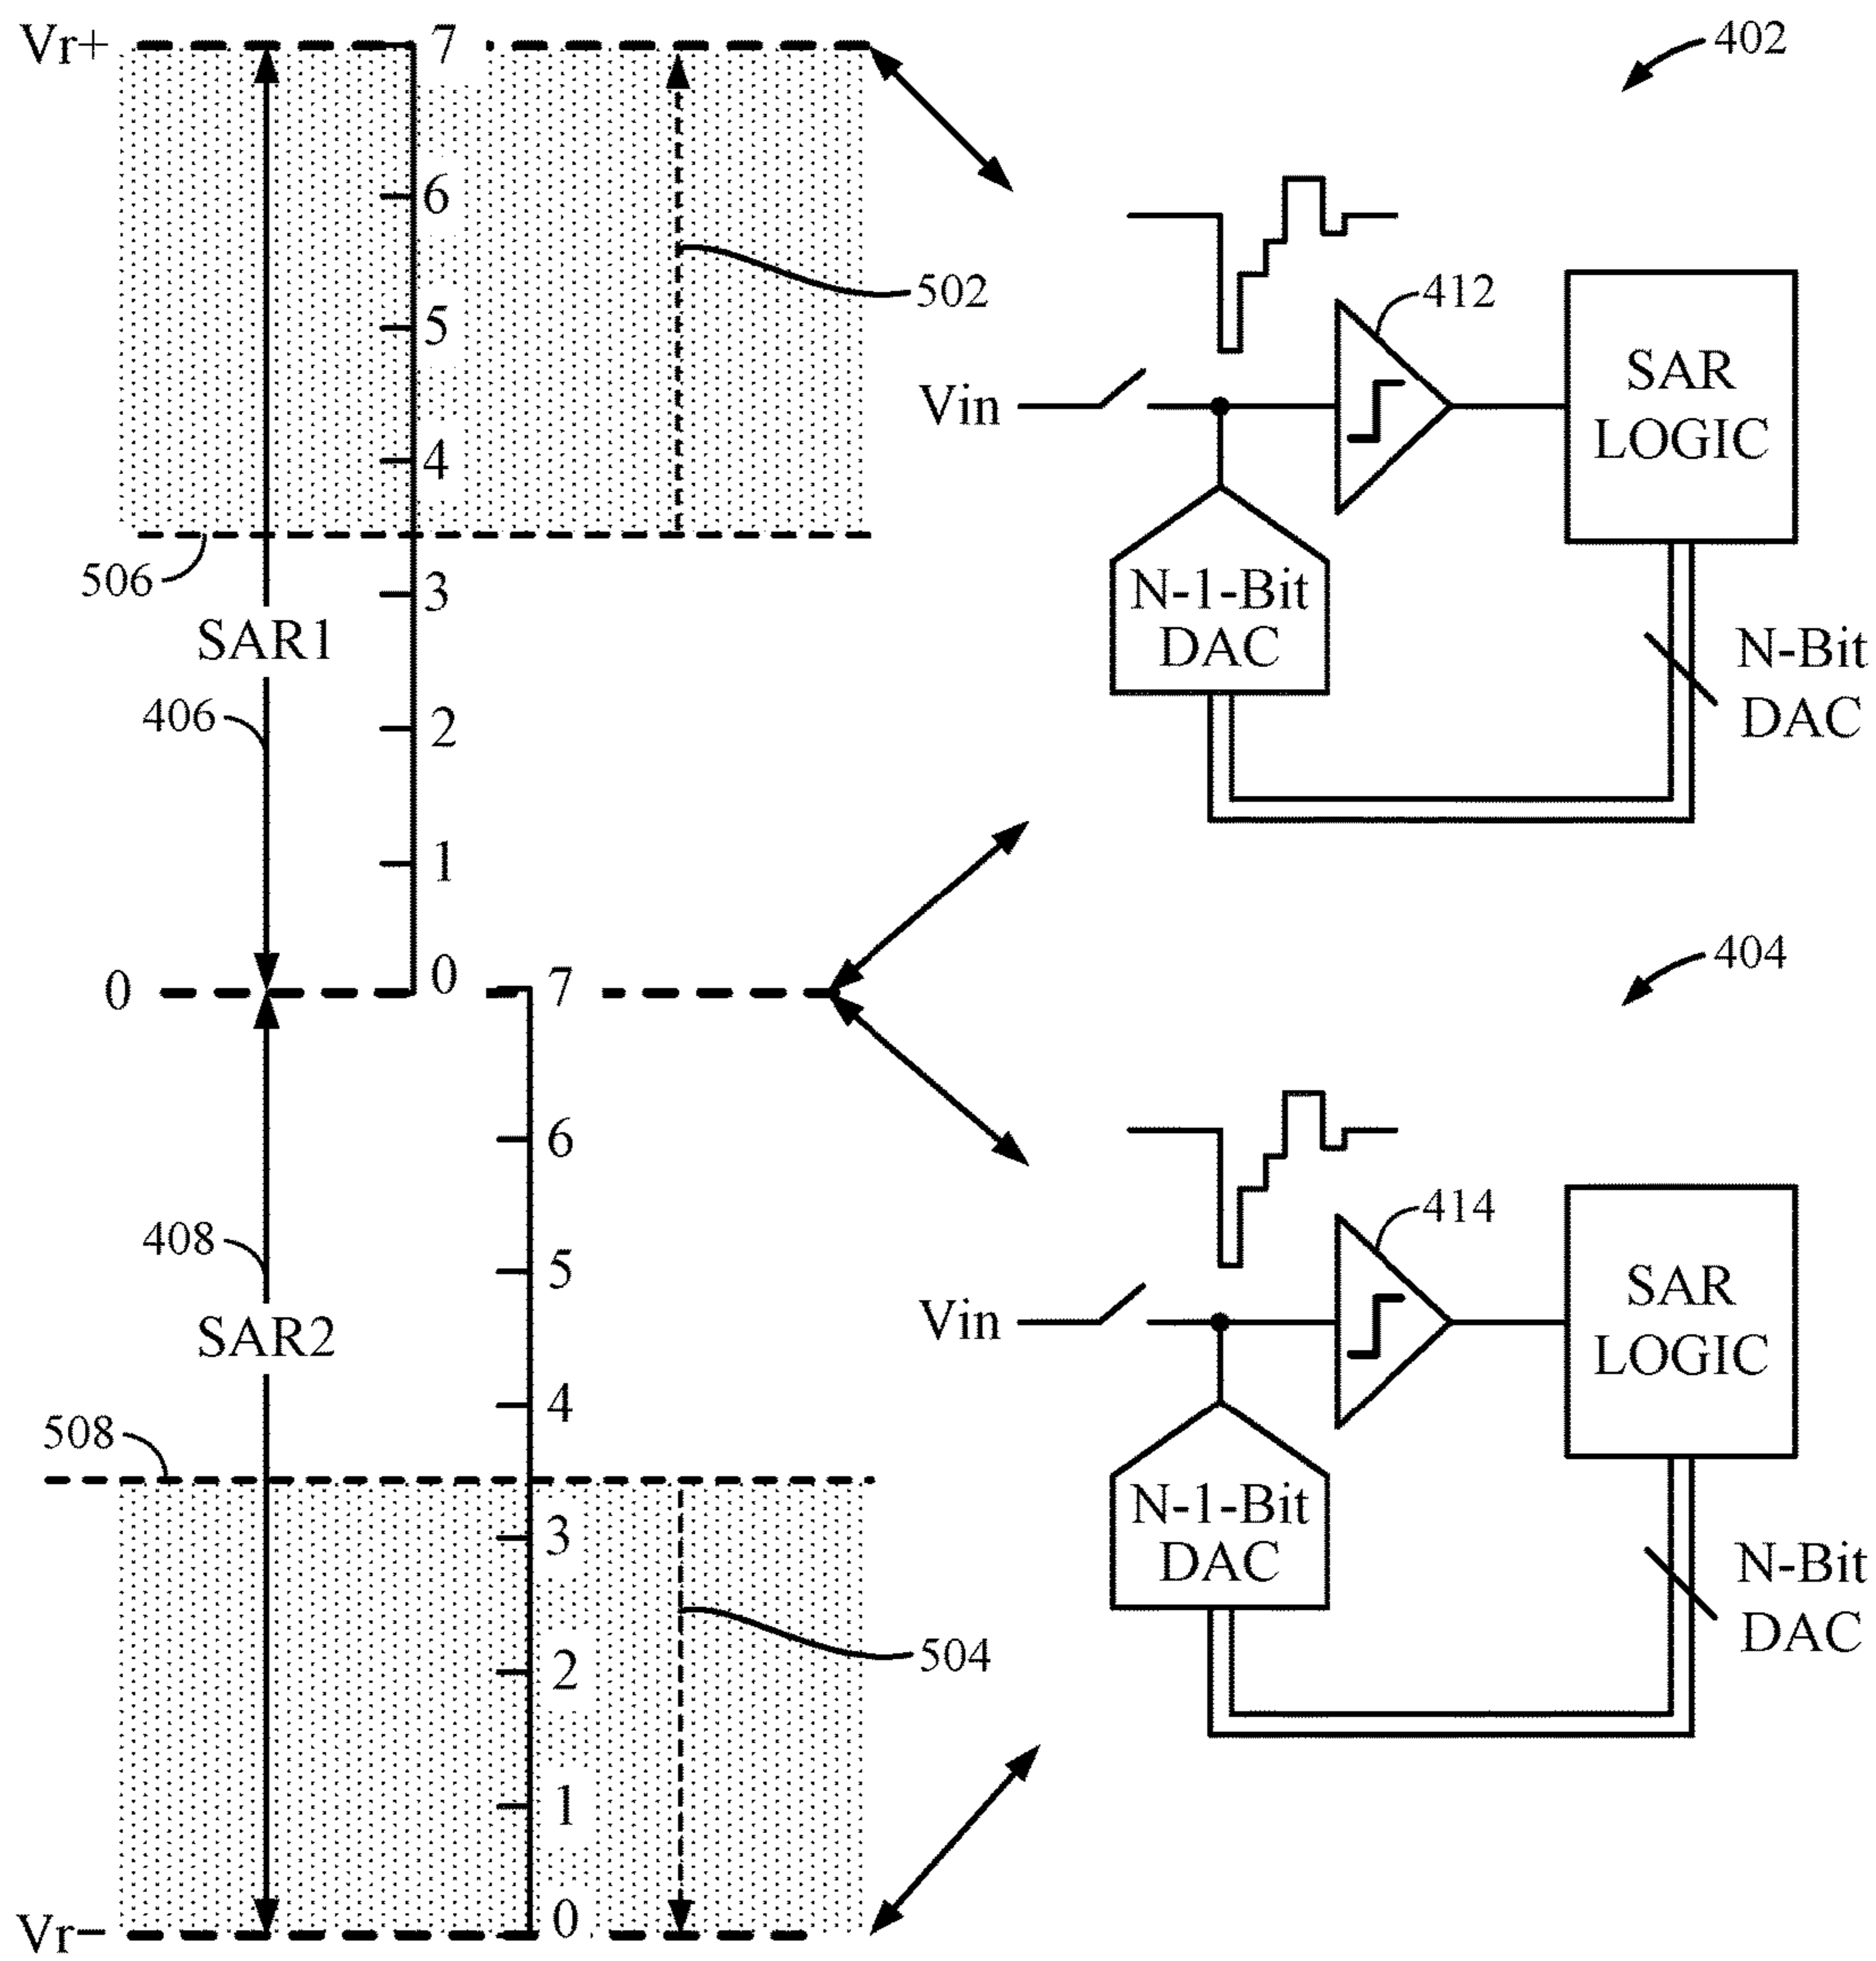 Vr+
7
402
6
502
412
5
SAR
LOGIC
Vin
4
506
3
N-1-Bit
DAC
SAR1
N-Bit
DAC
406
2
1
0
0
7
404
6
408
5
414
SAR
LOGIC
Vin
SAR2
4
508
3
N-1-Bit
DAC
N-Bit
DAC
2
504
1
0
Vr−